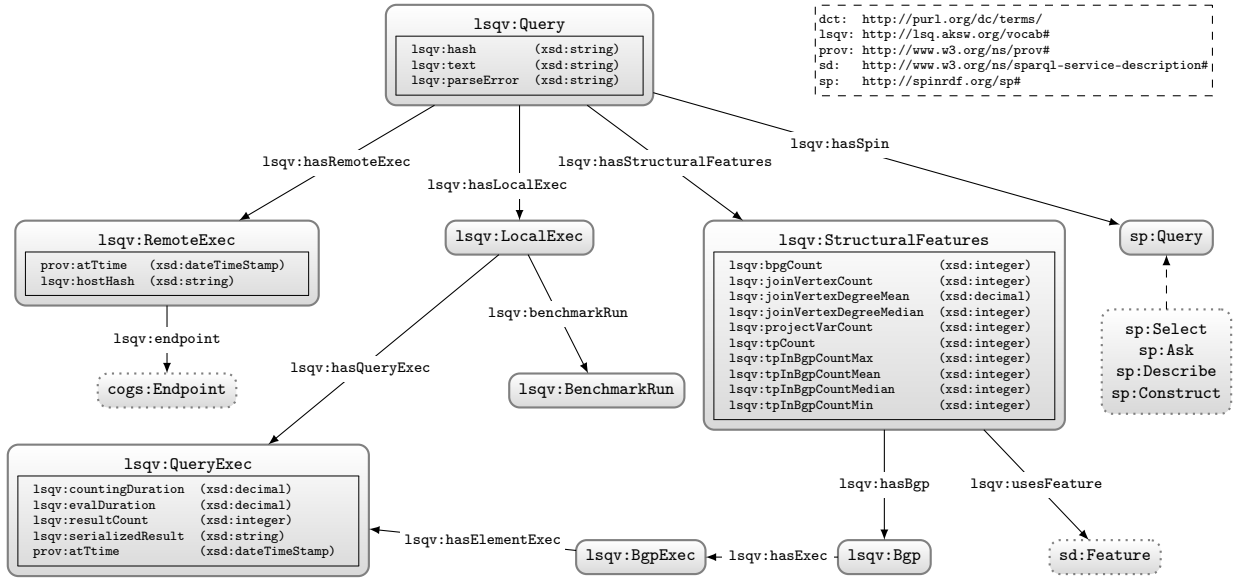 lsqv:Query
lsqv:hash (xsd:string)
lsqv:text (xsd:string)
lsqv:parseError (xsd:string)
dct: http://purl.org/dc/terms/
lsqv: http://lsq.aksw.org/vocab#
prov: http://www.w3.org/ns/prov#
sd: http://www.w3.org/ns/sparql-service-description#
sp: http://spinrdf.org/sp#
lsqv:hasRemoteExec
lsqv:hasLocalExec
lsqv:hasStructuralFeatures
lsqv:hasSpin
lsqv:RemoteExec
prov:atTtime (xsd:dateTimeStamp)
lsqv:hostHash (xsd:string)
lsqv:LocalExec
lsqv:StructuralFeatures
lsqv:bpgCount (xsd:integer)
lsqv:joinVertexCount (xsd:integer)
lsqv:joinVertexDegreeMean (xsd:decimal)
lsqv:joinVertexDegreeMedian (xsd:integer)
lsqv:projectVarCount (xsd:integer)
lsqv:tpCount (xsd:integer)
lsqv:tpInBgpCountMax (xsd:integer)
lsqv:tpInBgpCountMean (xsd:integer)
lsqv:tpInBgpCountMedian (xsd:integer)
lsqv:tpInBgpCountMin (xsd:integer)
sp:Query
sp:Select
sp:Ask
sp:Describe
sp:Construct
lsqv:endpoint
cogs:Endpoint
lsqv:hasQueryExec
lsqv:benchmarkRun
lsqv:BenchmarkRun
lsqv:QueryExec
lsqv:countingDuration (xsd:decimal)
lsqv:evalDuration (xsd:decimal)
lsqv:resultCount (xsd:integer)
lsqv:serializedResult (xsd:string)
prov:atTtime (xsd:dateTimeStamp)
lsqv:hasBgp
lsqv:usesFeature
lsqv:hasElementExec
lsqv:BgpExec
lsqv:hasExec
lsqv:Bgp
sd:Feature